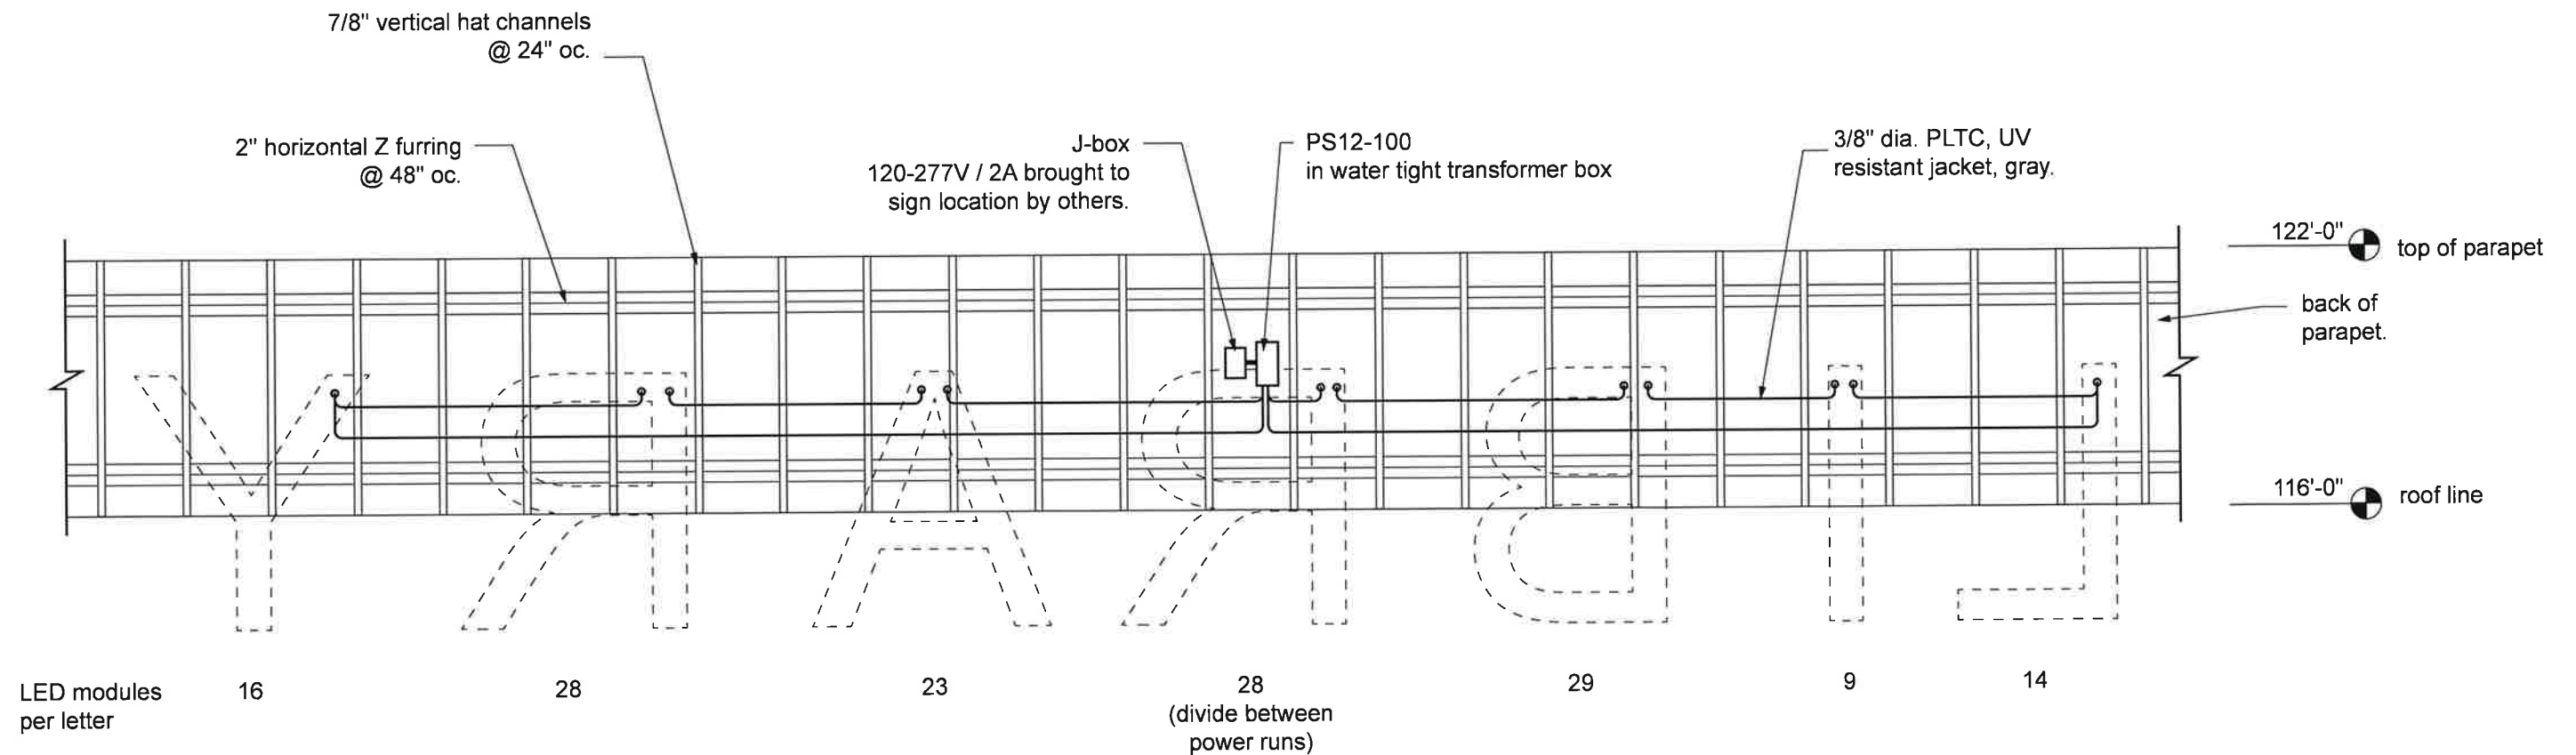 7/8" vertical hat channels
@ 24" oc.
2" horizontal Z furring
@ 48" oc.
J-box
120-277V / 2A brought to
sign location by others.
PS12-100
in water tight transformer box
3/8" dia. PLTC, UV
resistant jacket, gray.
122'-0"
top of parapet
back of
parapet.
116'-0"
roof line
YRARBIL
LED modules
per letter
16
28
23
28
(divide between
power runs)
29
9
14